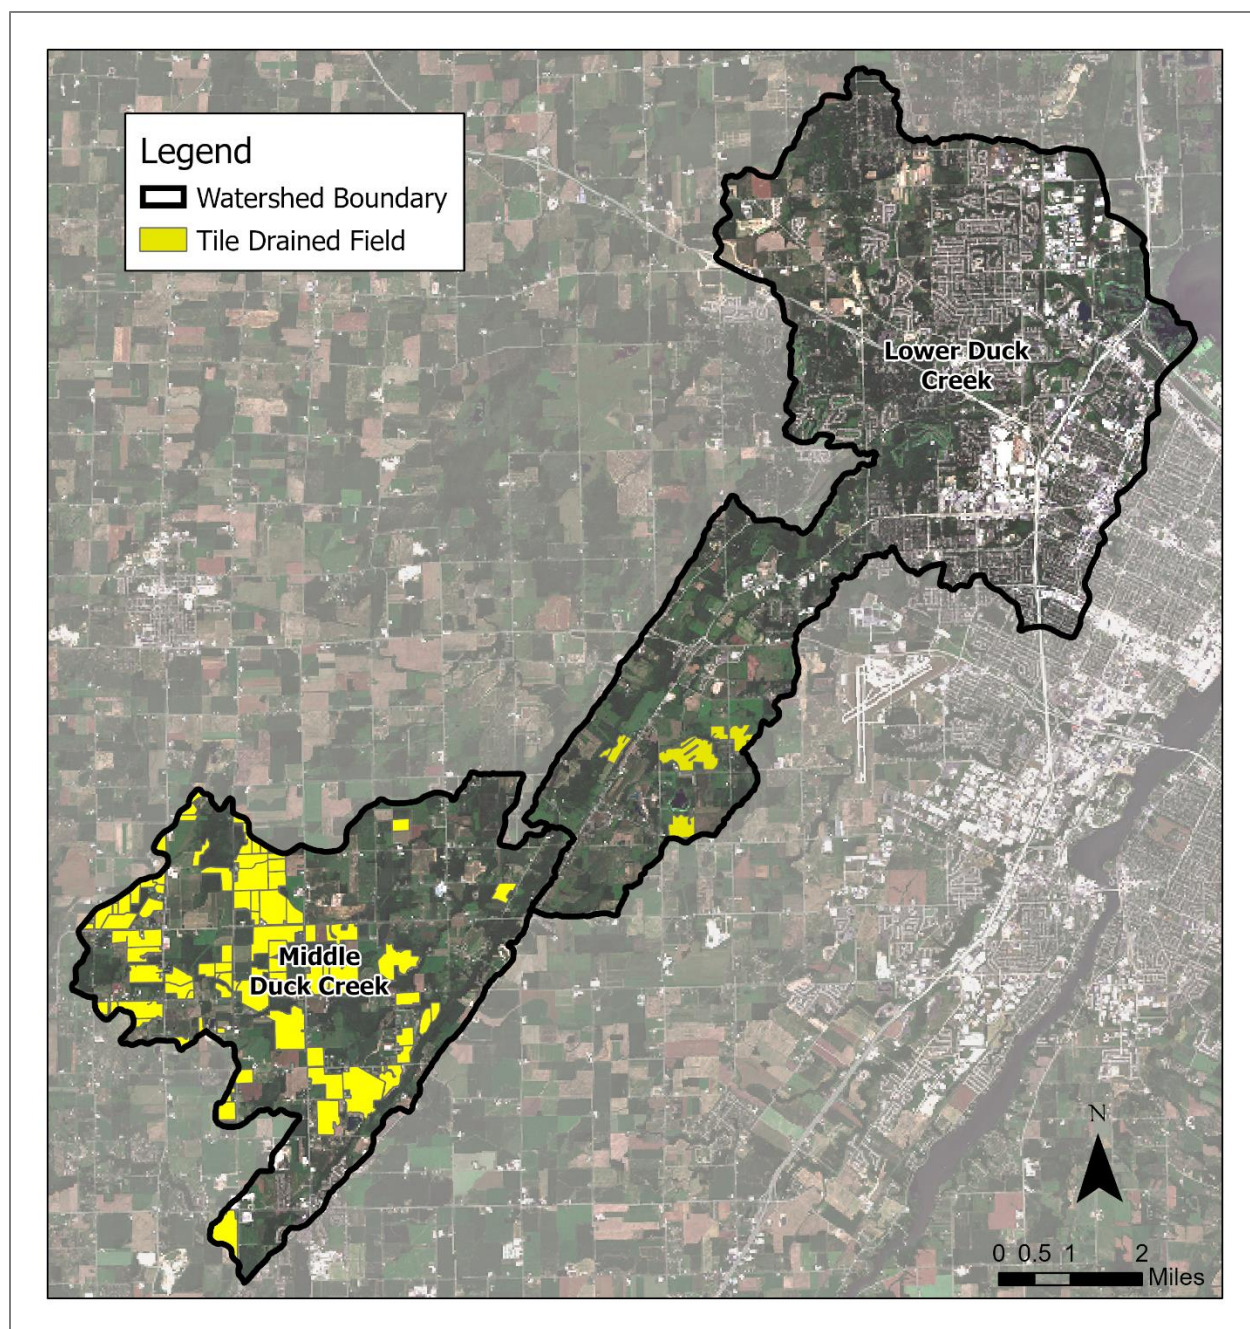 Legend
Watershed Boundary
Tile Drained Field
Lower Duck
Creek
Middle
Duck Creek
N
0 0.5 1 2
Miles